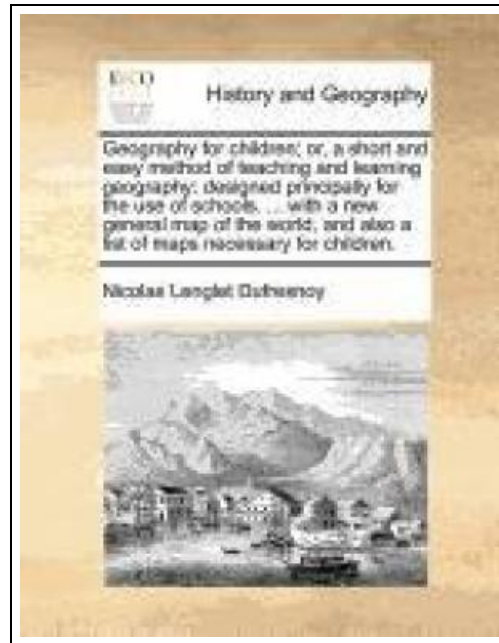 ECCO
History and Geography
Geography for children; or, a short and
easy method of teaching and learning
geography: designed principally for
the use of schools. ... with a new
general map of the world, and also a
list of maps necessary for children.
Nicolas Lenglet Dufresnoy